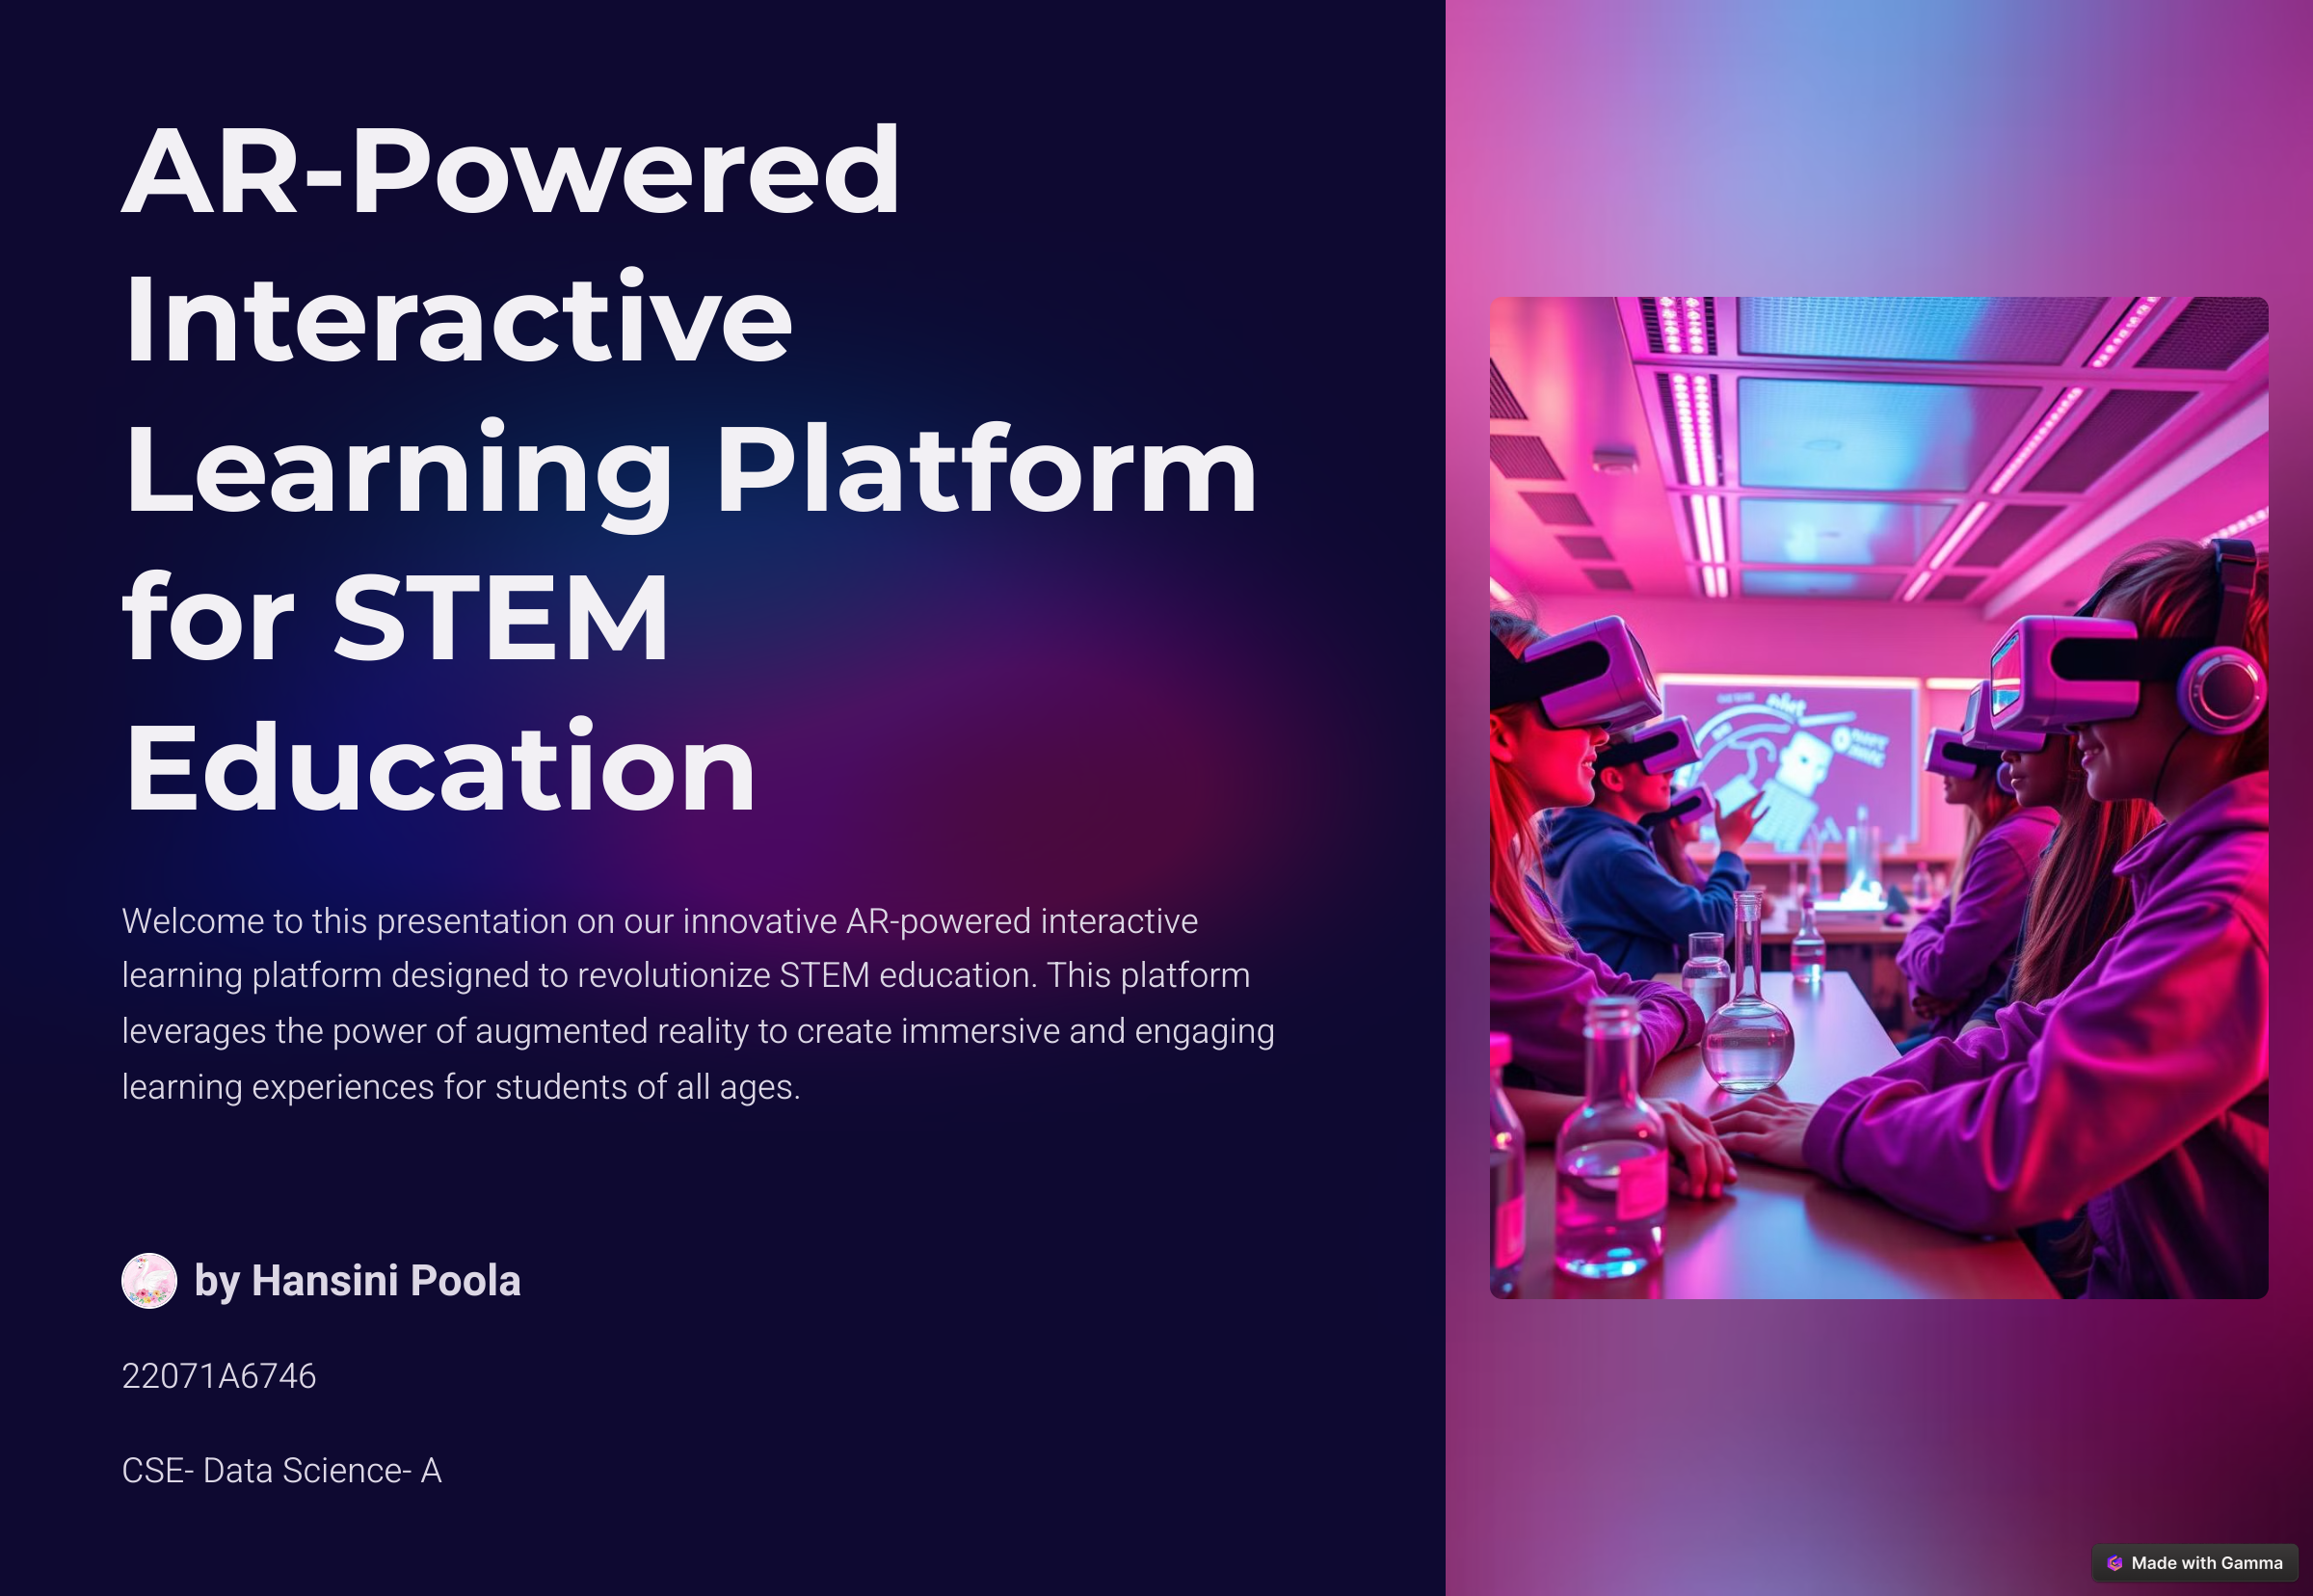 AR-Powered
Interactive
Learning Platform
for STEM
Education
Welcome to this presentation on our innovative AR-powered interactive
learning platform designed to revolutionize STEM education. This platform
leverages the power of augmented reality to create immersive and engaging
learning experiences for students of all ages.
by Hansini Poola
22071A6746
CSE- Data Science- A
Made with Gamma